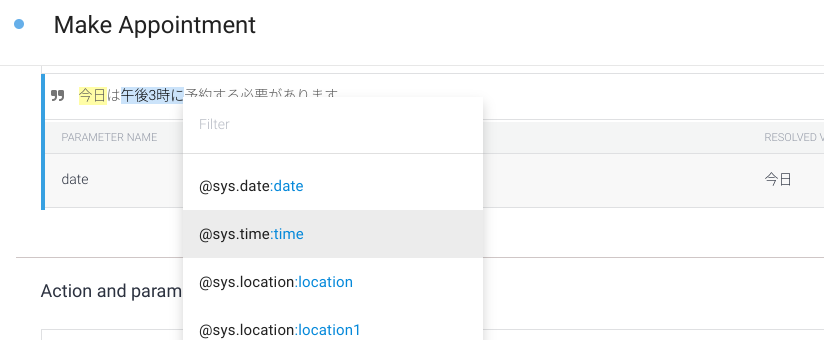 Make Appointment
今日は午後3時に予約する必要があります
Filter
PARAMETER NAME
RESOLVED
@sys.date:date
date
今日
@sys.time:time
@sys.location:location
Action and param
@sys.location:location1